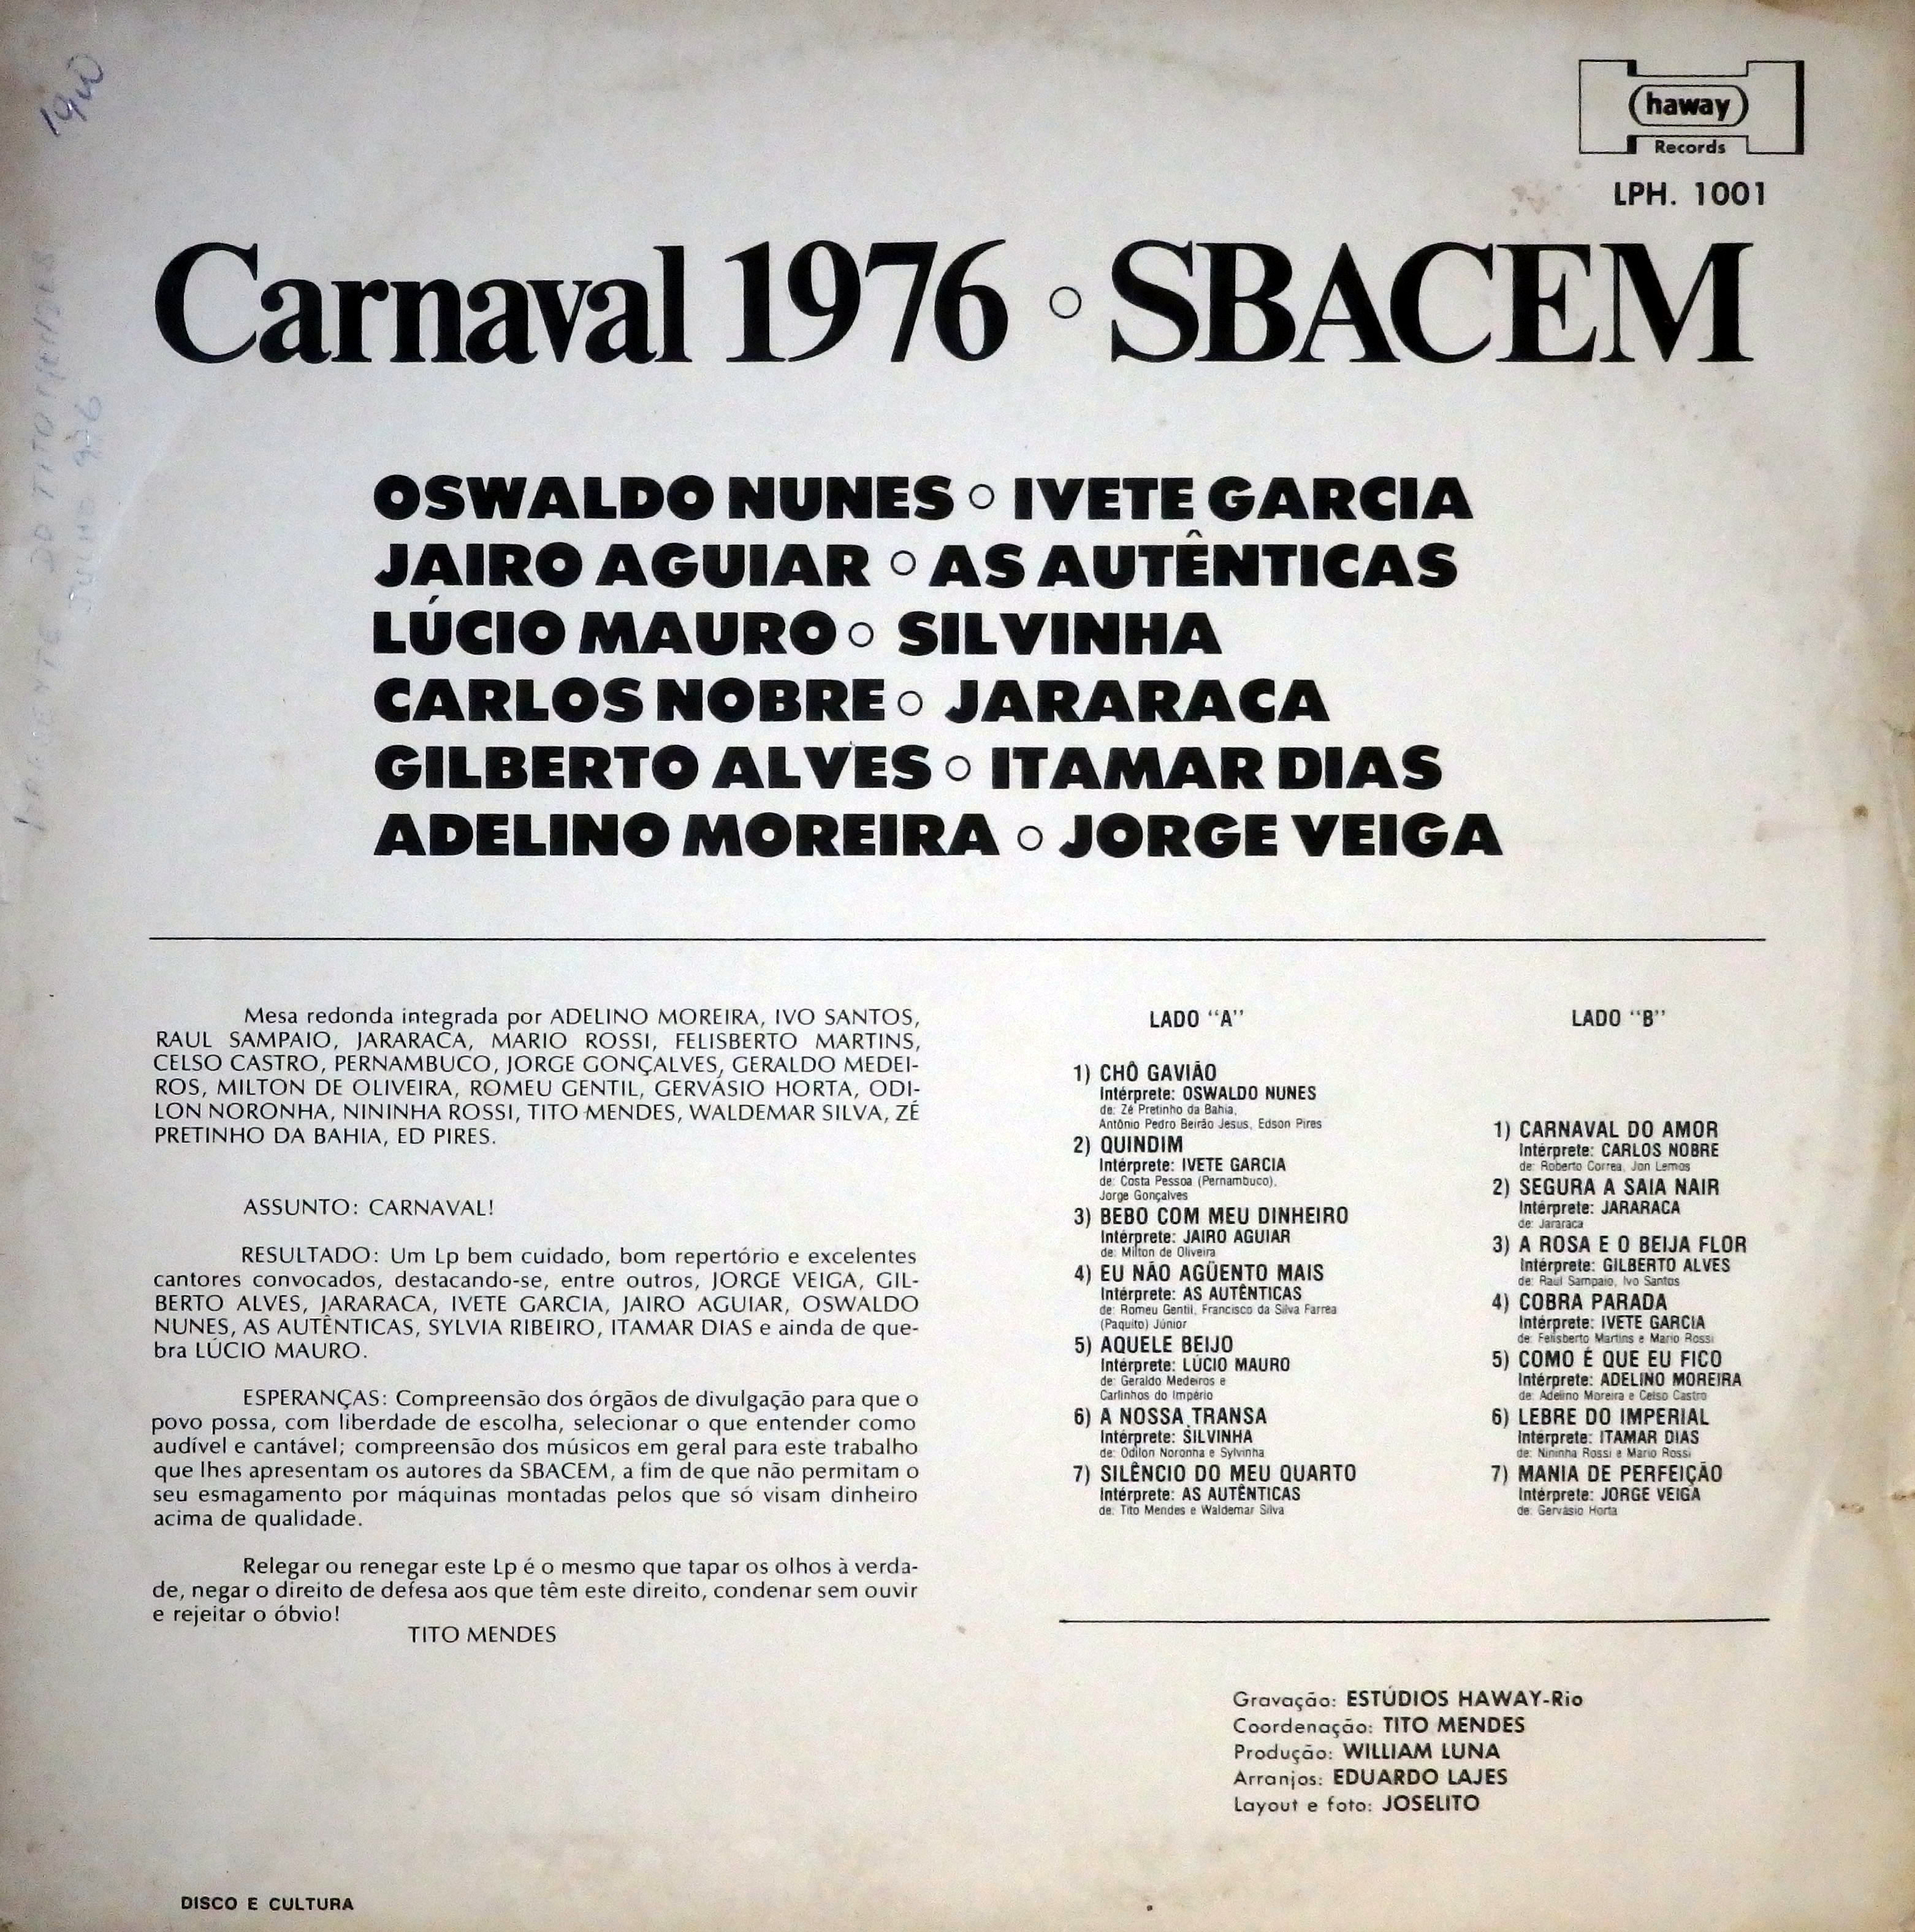 haway
Records
LPH. 1001
Carnaval 1976 ○ SBACEM
OSWALDO NUNES ○ IVETE GARCIA
JAIRO AGUIAR ○ AS AUTÊNTICAS
LÚCIO MAURO ○ SILVINHA
CARLOS NOBRE ○ JARARACA
GILBERTO ALVES ○ ITAMAR DIAS
ADELINO MOREIRA ○ JORGE VEIGA
Mesa redonda integrada por ADELINO MOREIRA, IVO SANTOS,
RAUL SAMPAIO, JARARACA, MARIO ROSSI, FELISBERTO MARTINS,
CELSO CASTRO, PERNAMBUCO, JORGE GONÇALVES, GERALDO MEDEI-
ROS, MILTON DE OLIVEIRA, ROMEU GENTIL, GERVÁSIO HORTA, ODI-
LON NORONHA, NININHA ROSSI, TITO MENDES, WALDEMAR SILVA, ZÉ
PRETINHO DA BAHIA, ED PIRES.
ASSUNTO: CARNAVAL!
RESULTADO: Um Lp bem cuidado, bom repertório e excelentes
cantores convocados, destacando-se, entre outros, JORGE VEIGA, GIL-
BERTO ALVES, JARARACA, IVETE GARCIA, JAIRO AGUIAR, OSWALDO
NUNES, AS AUTÊNTICAS, SYLVIA RIBEIRO, ITAMAR DIAS e ainda de que-
bra LÚCIO MAURO.
ESPERANÇAS: Compreensão dos órgãos de divulgação para que o
povo possa, com liberdade de escolha, selecionar o que entender como
audível e cantável; compreensão dos músicos em geral para este trabalho
que lhes apresentam os autores da SBACEM, a fim de que não permitam o
seu esmagamento por máquinas montadas pelos que só visam dinheiro
acima de qualidade.
Relegar ou renegar este Lp é o mesmo que tapar os olhos à verda-
de, negar o direito de defesa aos que têm este direito, condenar sem ouvir
e rejeitar o óbvio!
TITO MENDES
LADO "A"
1) CHÔ GAVIÃO
Intérprete: OSWALDO NUNES
de: Zé Pretinho da Bahia,
Antônio Pedro Beirão Jesus, Edson Pires
2) QUINDIM
Intérprete: IVETE GARCIA
de: Costa Pessoa (Pernambuco),
Jorge Gonçalves
3) BEBO COM MEU DINHEIRO
Intérprete: JAIRO AGUIAR
de: Milton de Oliveira
4) EU NÃO AGÜENTO MAIS
Intérprete: AS AUTÊNTICAS
de: Romeu Gentil, Francisco da Silva Farrea
(Paquito) Júnior
5) AQUELE BEIJO
Intérprete: LÚCIO MAURO
de: Geraldo Medeiros e
Carlinhos do Império
6) A NOSSA TRANSA
Intérprete: SILVINHA
de: Odilon Noronha e Sylvinha
7) SILÊNCIO DO MEU QUARTO
Intérprete: AS AUTÊNTICAS
de: Tito Mendes e Waldemar Silva
LADO "B"
1) CARNAVAL DO AMOR
Intérprete: CARLOS NOBRE
de: Roberto Correa, Jon Lemos
2) SEGURA A SAIA NAIR
Intérprete: JARARACA
de: Jararaca
3) A ROSA E O BEIJA FLOR
Intérprete: GILBERTO ALVES
de: Raul Sampaio, Ivo Santos
4) COBRA PARADA
Intérprete: IVETE GARCIA
de: Felisberto Martins e Mario Rossi
5) COMO É QUE EU FICO
Intérprete: ADELINO MOREIRA
de: Adelino Moreira e Celso Castro
6) LEBRE DO IMPERIAL
Intérprete: ITAMAR DIAS
de: Nininha Rossi e Mario Rossi
7) MANIA DE PERFEIÇÃO
Intérprete: JORGE VEIGA
de: Gervásio Horta
Gravação: ESTÚDIOS HAWAY-Rio
Coordenação: TITO MENDES
Produção: WILLIAM LUNA
Arranjos: EDUARDO LAJES
Layout e foto: JOSELITO
DISCO E CULTURA